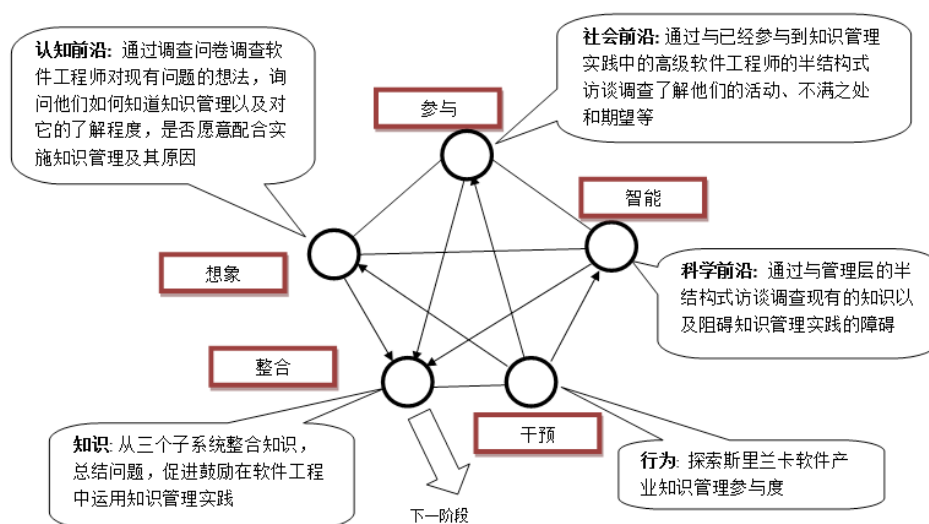 认知前沿: 通过调查问卷调查软
件工程师对现有问题的想法，询
问他们如何知道知识管理以及对
它的了解程度，是否愿意配合实
施知识管理及其原因
社会前沿: 通过与已经参与到知识管理
实践中的高级软件工程师的半结构式
访谈调查了解他们的活动、不满之处
和期望等
参与
智能
想象
科学前沿: 通过与管理层的半
结构式访谈调查现有的知识以
及阻碍知识管理实践的障碍
整合
干预
知识: 从三个子系统整合知识，
总结问题，促进鼓励在软件工程
中运用知识管理实践
行为: 探索斯里兰卡软件产
业知识管理参与度
下一阶段